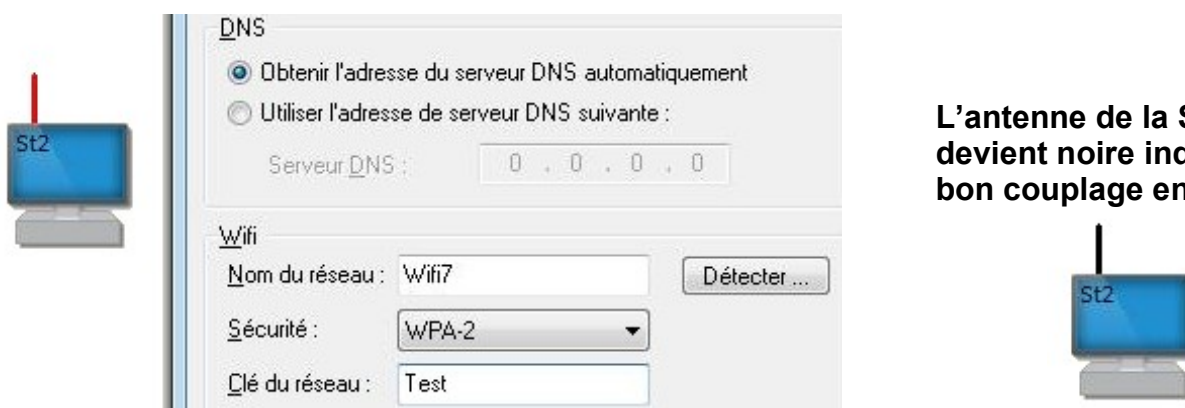 St2
DNS
Obtenir l'adresse du serveur DNS automatiquement
Utiliser l'adresse de serveur DNS suivante :
Serveur DNS : 0 . 0 . 0 . 0
Wifi
Nom du réseau : Wifi7 Détecter ...
Sécurité : WPA-2
Clé du réseau : Test
L'antenne de la
devient noire
bon couplage
St2